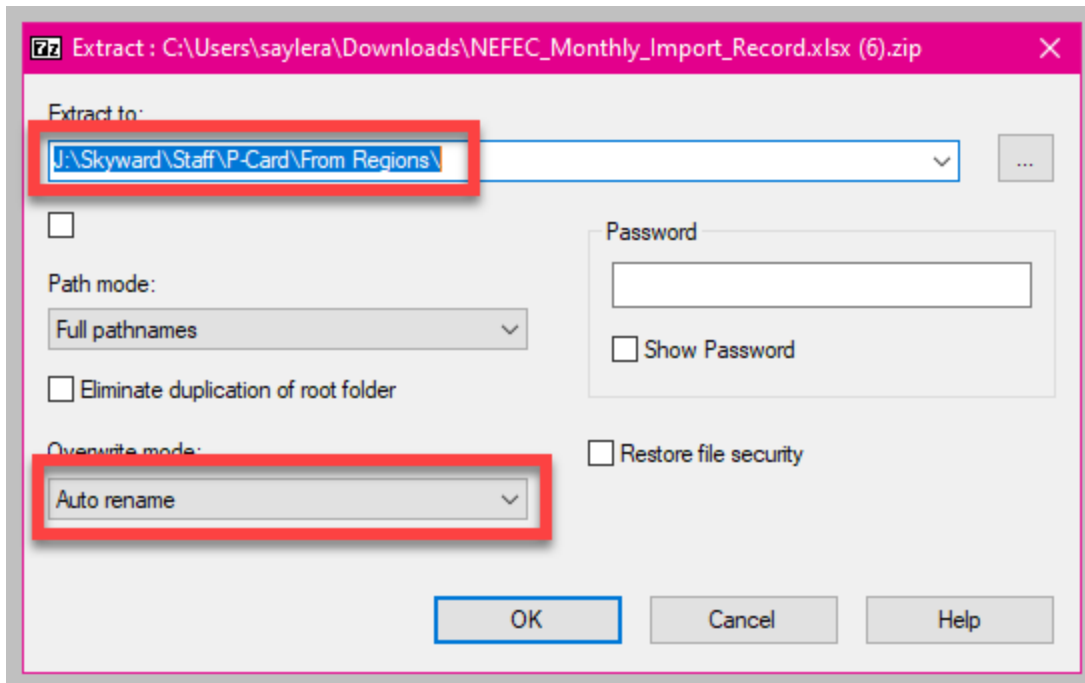 7z Extract : C:\Users\saylera\Downloads\NEFEC_Monthly_Import_Record.xlsx (6).zip
Extract to:
J:\Skyward\Staff\P-Card\From Regions\
...
Password
Path mode:
Full pathnames
Show Password
Eliminate duplication of root folder
Overwrite mode:
Restore file security
Auto rename
OK
Cancel
Help